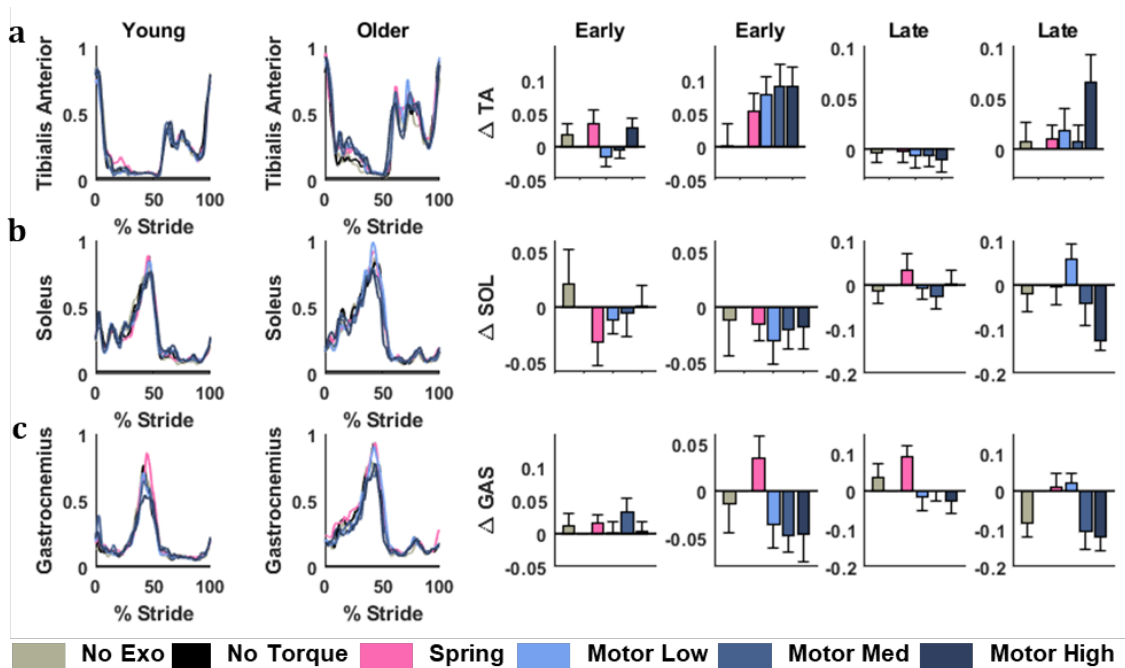 a Young Older Early Early Late Late
Tibialis Anterior
1
0.5
0
0 50 100
% Stride
Tibialis Anterior
1
0.5
0
0 50 100
% Stride
Δ TA
0.1
0.05
0
-0.05
0.1
0.05
0
-0.05
0.1
0.05
0
0.1
0.05
0
b
Soleus
1
0.5
0
0 50 100
% Stride
Soleus
1
0.5
0
0 50 100
% Stride
Δ SOL
0.05
0
-0.05
0.05
0
-0.05
0.1
0
-0.1
-0.2
0.1
0
-0.1
-0.2
c
Gastrocnemius
1
0.5
0
0 50 100
% Stride
Gastrocnemius
1
0.5
0
0 50 100
% Stride
Δ GAS
0.1
0.05
0
-0.05
0.05
0
-0.05
0.1
0
-0.1
-0.2
0.1
0
-0.1
-0.2
No Exo No Torque Spring Motor Low Motor Med Motor High